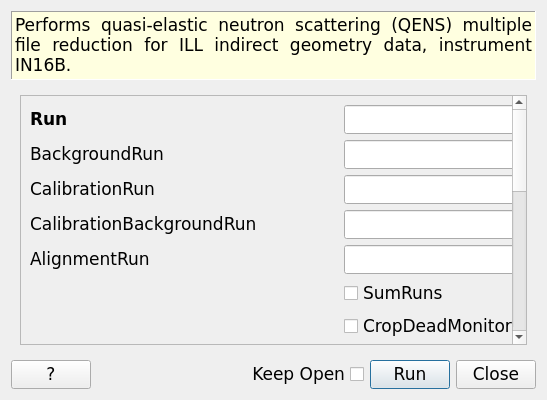 Performs quasi-elastic neutron scattering (QENS) multiple
file reduction for ILL indirect geometry data, instrument
IN16B.
Run
BackgroundRun
CalibrationRun
CalibrationBackgroundRun
AlignmentRun
SumRuns
CropDeadMonitor
? Keep Open Run Close